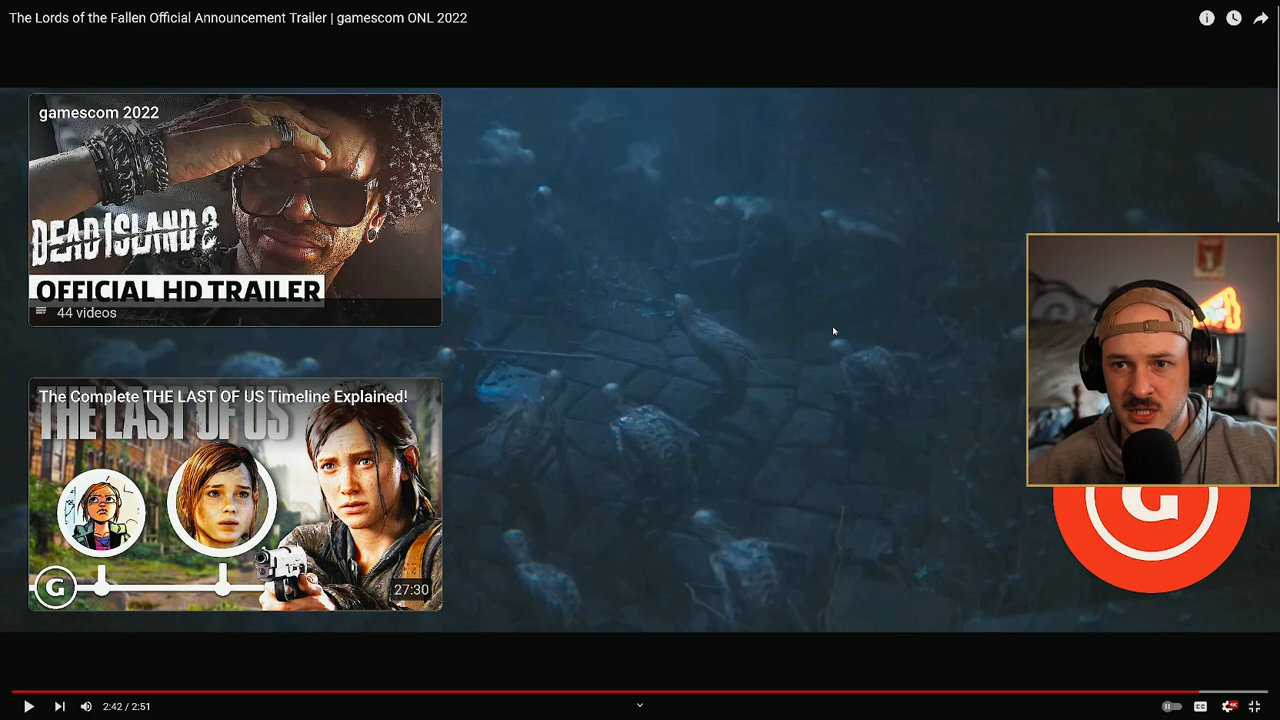 The Lords of the Fallen Official Announcement Trailer | gamescom ONL 2022
gamescom 2022
DEAD ISLAND 2
OFFICIAL HD TRAILER
44 videos
The Complete THE LAST OF US Timeline Explained!
THE LAST OF US
G
27:30
G
2:42 / 2:51
CC
4K